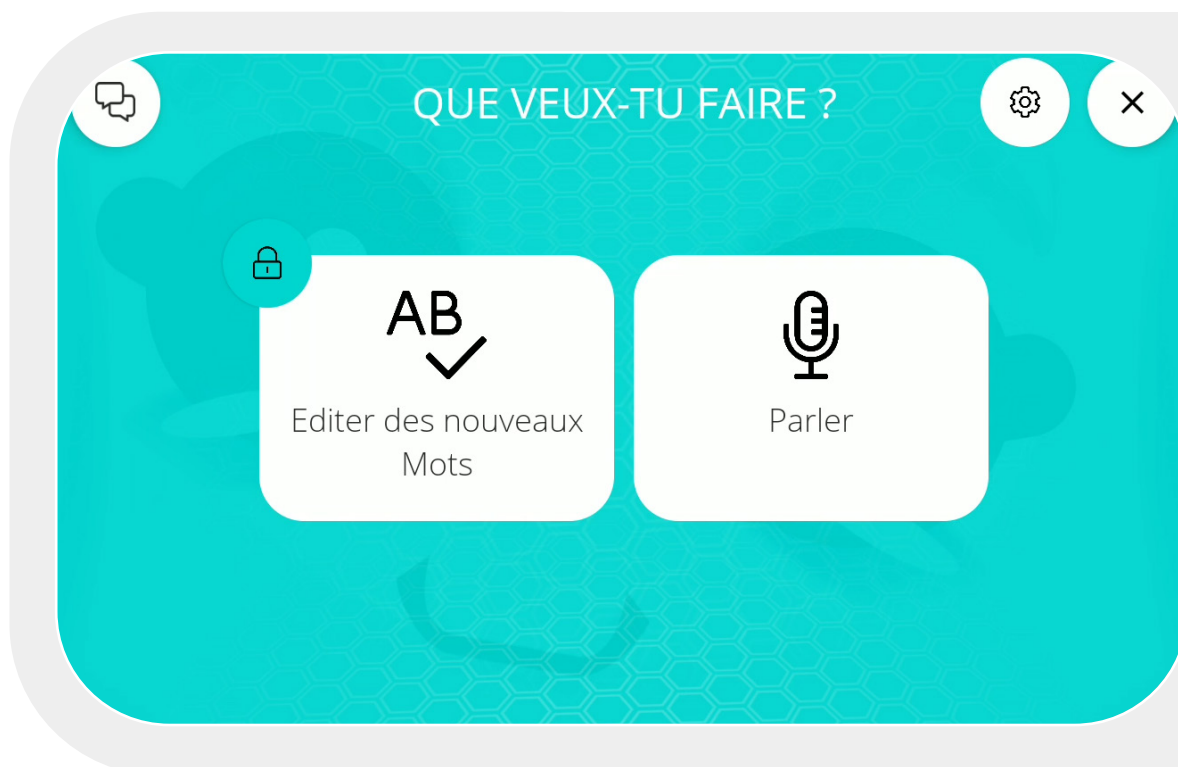 QUE VEUX-TU FAIRE ?
AB
Editer des nouveaux
Mots
Parler